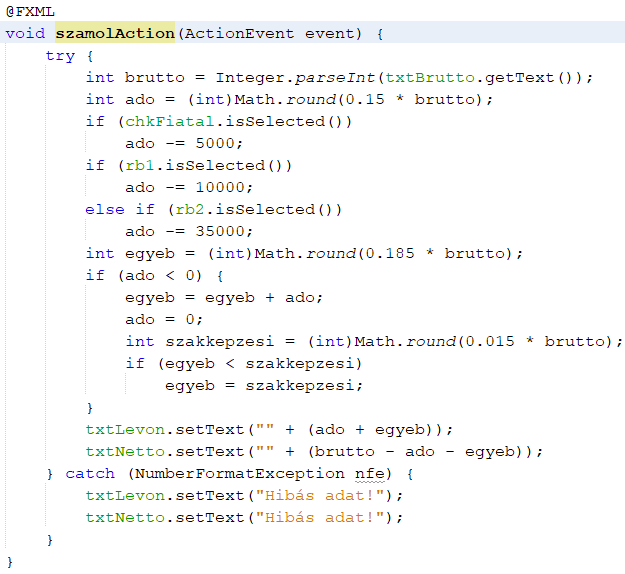 @FXML
void szamolAction(ActionEvent event) {
    try {
        int brutto = Integer.parseInt(txtBrutto.getText());
        int ado = (int)Math.round(0.15 * brutto);
        if (chkFiatal.isSelected())
            ado -= 5000;
        if (rb1.isSelected())
            ado -= 10000;
        else if (rb2.isSelected())
            ado -= 35000;
        int egyeb = (int)Math.round(0.185 * brutto);
        if (ado < 0) {
            egyeb = egyeb + ado;
            ado = 0;
            int szakkepzesi = (int)Math.round(0.015 * brutto);
            if (egyeb < szakkepzesi)
                egyeb = szakkepzesi;
        }
        txtLevon.setText("" + (ado + egyeb));
        txtNetto.setText("" + (brutto - ado - egyeb));
    } catch (NumberFormatException nfe) {
        txtLevon.setText("Hibás adat!");
        txtNetto.setText("Hibás adat!");
    }
}